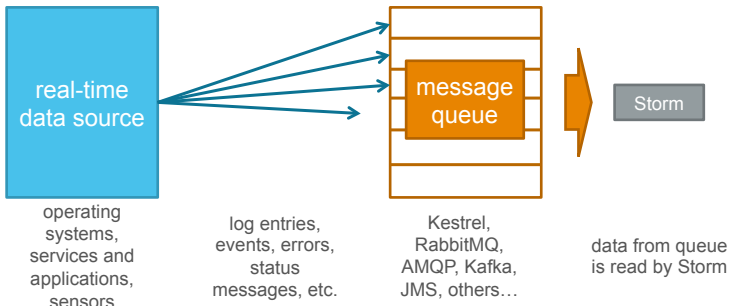 real-time
data source
message
queue
Storm
operating
systems,
services and
applications,
sensors
log entries,
events, errors,
status
messages, etc.
Kestrel,
RabbitMQ,
AMQP, Kafka,
JMS, others…
data from queue
is read by Storm